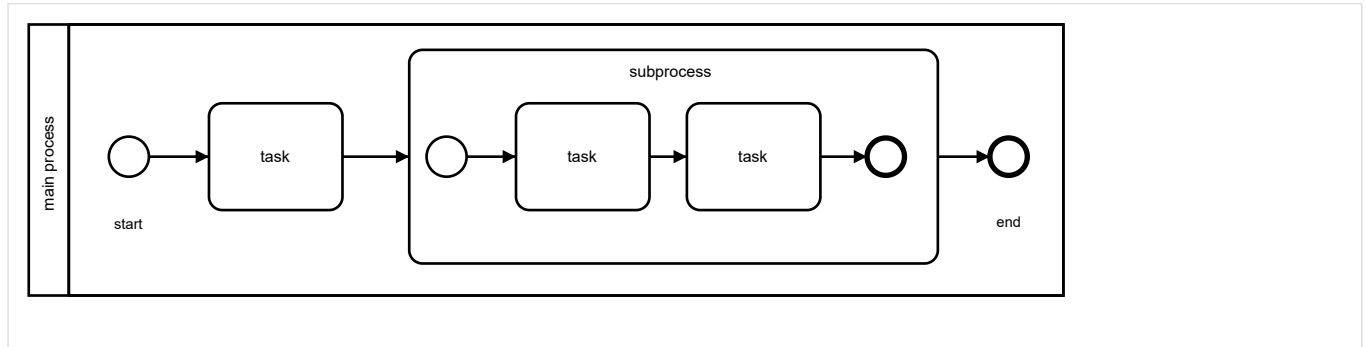 main process
start
task
subprocess
task
task
end